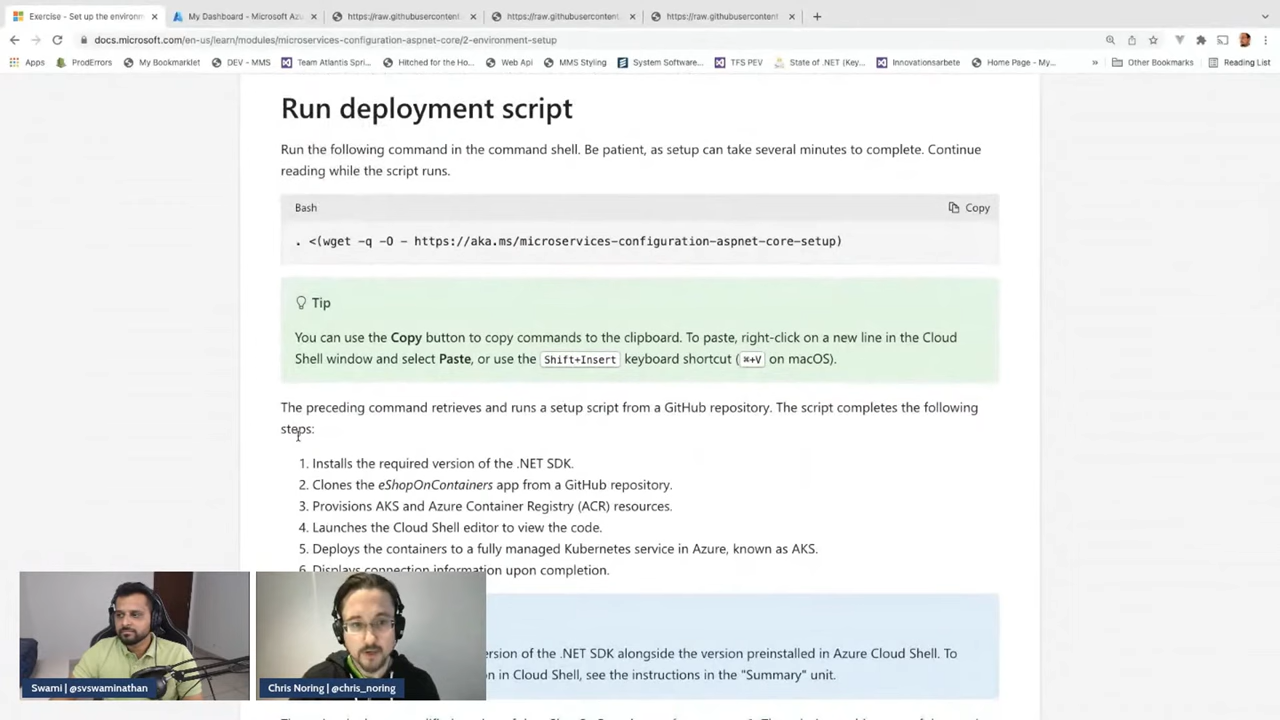 Exercise - Set up the environm
My Dashboard - Microsoft Azu
https://raw.githubusercontent
https://raw.githubusercontent
https://raw.githubusercontent
docs.microsoft.com/en-us/learn/modules/microservices-configuration-aspnet-core/2-environment-setup
Apps
ProdErrors
My Bookmarklet
DEV - MMS
Team Atlantis Spri...
Hitched for the Ho...
Web Api
MMS Styling
System Software...
TFS PEV
State of .NET (Key...
Innovationsarbete
Home Page - My...
»
Other Bookmarks
Reading List
Run deployment script
Run the following command in the command shell. Be patient, as setup can take several minutes to complete. Continue
reading while the script runs.
Bash
Copy
. <(wget -q -O - https://aka.ms/microservices-configuration-aspnet-core-setup)
Tip
You can use the Copy button to copy commands to the clipboard. To paste, right-click on a new line in the Cloud
Shell window and select Paste, or use the Shift+Insert keyboard shortcut (⌘+V on macOS).
The preceding command retrieves and runs a setup script from a GitHub repository. The script completes the following
steps:
1. Installs the required version of the .NET SDK.
2. Clones the eShopOnContainers app from a GitHub repository.
3. Provisions AKS and Azure Container Registry (ACR) resources.
4. Launches the Cloud Shell editor to view the code.
5. Deploys the containers to a fully managed Kubernetes service in Azure, known as AKS.
6. Displays connection information upon completion.
ersion of the .NET SDK alongside the version preinstalled in Azure Cloud Shell. To
on in Cloud Shell, see the instructions in the "Summary" unit.
Swami | @svswaminathan
Chris Noring | @chris_noring